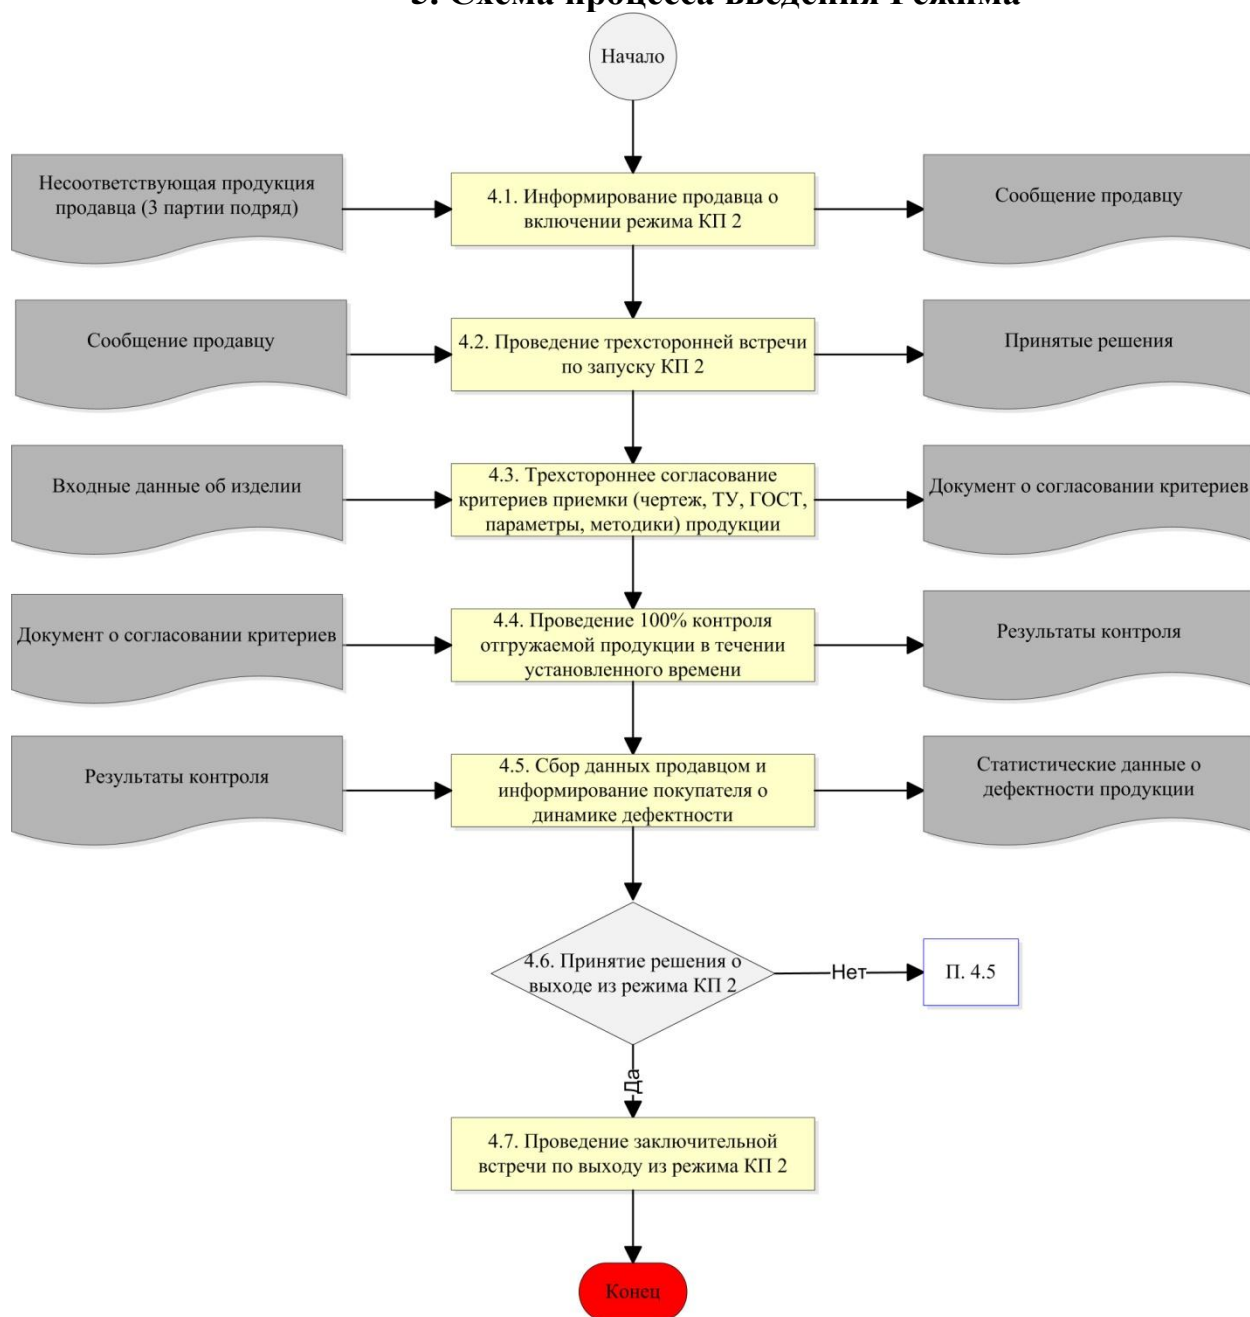 3. Схема процесса введения Режима
Начало
Несоответствующая продукция
продавца (3 партии подряд)
4.1. Информирование продавца о
включении режима КП 2
Сообщение продавцу
Сообщение продавцу
4.2. Проведение трехсторонней встречи
по запуску КП 2
Принятые решения
Входные данные об изделии
4.3. Трехстороннее согласование
критериев приемки (чертеж, ТУ, ГОСТ,
параметры, методики) продукции
Документ о согласовании критериев
Документ о согласовании критериев
4.4. Проведение 100% контроля
отгружаемой продукции в течении
установленного времени
Результаты контроля
Результаты контроля
4.5. Сбор данных продавцом и
информирование покупателя о
динамике дефектности
Статистические данные о
дефектности продукции
4.6. Принятие решения о
выходе из режима КП 2
Нет
П. 4.5
Да
4.7. Проведение заключительной
встречи по выходу из режима КП 2
Конец